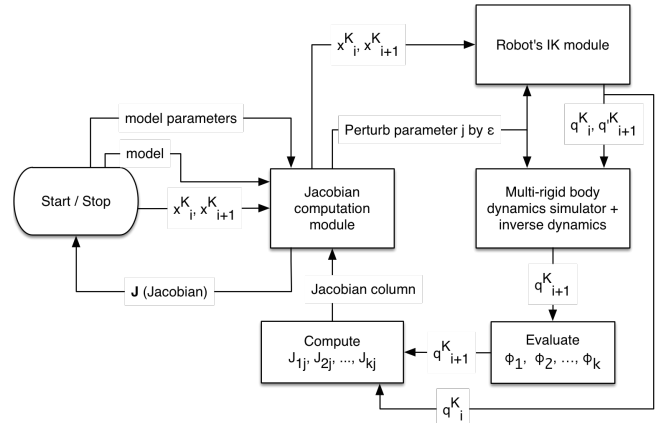 x^K_i, x^K_{i+1}
Robot's IK module
model parameters
Perturb parameter j by ε
q^K_i, q'^K_{i+1}
model
Start / Stop
x^K_i, x^K_{i+1}
Jacobian
computation
module
Multi-rigid body
dynamics simulator +
inverse dynamics
J (Jacobian)
Jacobian column
q^K_{i+1}
Compute
J_{1j}, J_{2j}, ..., J_{kj}
q^K_{i+1}
Evaluate
Φ_1, Φ_2, ..., Φ_k
q^K_i